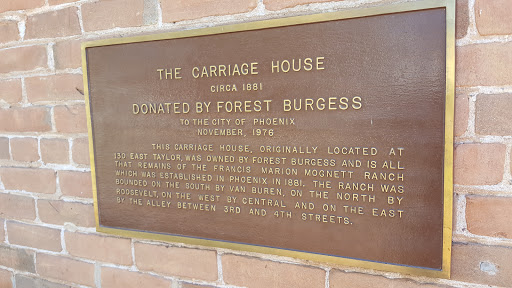 THE CARRIAGE HOUSE
CIRCA 1881
DONATED BY FOREST BURGESS
TO THE CITY OF PHOENIX
NOVEMBER, 1976
THIS CARRIAGE HOUSE, ORIGINALLY LOCATED AT
130 EAST TAYLOR, WAS OWNED BY FOREST BURGESS AND IS ALL
THAT REMAINS OF THE FRANCIS MARION MOGNETT RANCH
WHICH WAS ESTABLISHED IN PHOENIX IN 1881. THE RANCH WAS
BOUNDED ON THE SOUTH BY VAN BUREN, ON THE NORTH BY
ROOSEVELT, ON THE WEST BY CENTRAL AND ON THE EAST
BY THE ALLEY BETWEEN 3RD AND 4TH STREETS.